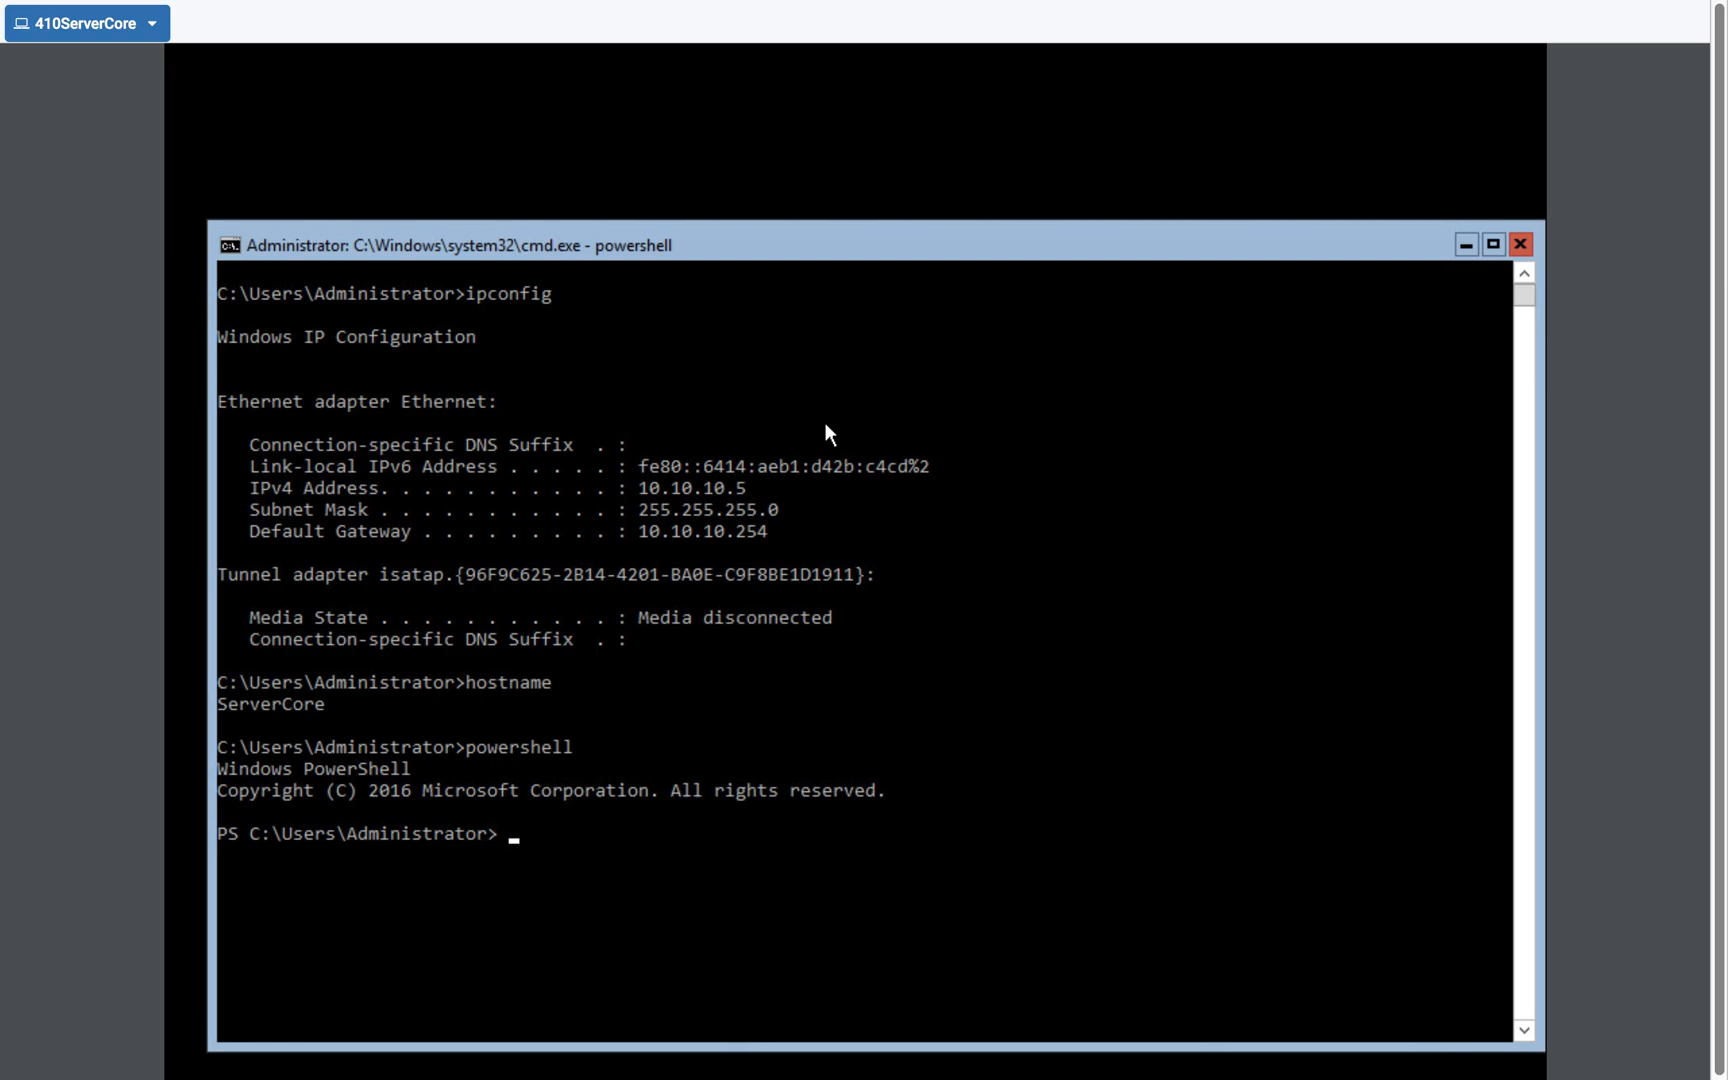 410ServerCore
Administrator: C:\Windows\system32\cmd.exe - powershell
C:\Users\Administrator>ipconfig
Windows IP Configuration
Ethernet adapter Ethernet:
   Connection-specific DNS Suffix  . :
   Link-local IPv6 Address . . . . . : fe80::6414:aeb1:d42b:c4cd%2
   IPv4 Address. . . . . . . . . . . : 10.10.10.5
   Subnet Mask . . . . . . . . . . . : 255.255.255.0
   Default Gateway . . . . . . . . . : 10.10.10.254
Tunnel adapter isatap.{96F9C625-2B14-4201-BA0E-C9F8BE1D1911}:
   Media State . . . . . . . . . . . : Media disconnected
   Connection-specific DNS Suffix  . :
C:\Users\Administrator>hostname
ServerCore
C:\Users\Administrator>powershell
Windows PowerShell
Copyright (C) 2016 Microsoft Corporation. All rights reserved.
PS C:\Users\Administrator>